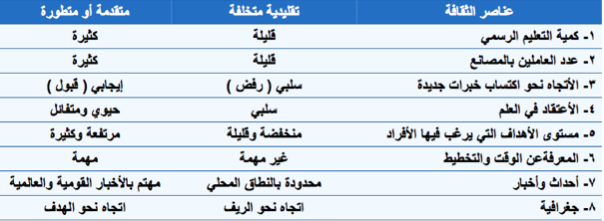 عناصر الثقافة تقليدية متخلفة متقدمة أو متطورة
١- كمية التعليم الرسمي قليلة كثيرة
٢- عدد العاملين بالمصانع قليلة كثيرة
٣- الأتجاه نحو اكتساب خبرات جديدة سلبي ( رفض ) إيجابي ( قبول )
٤- الأعتقاد في العلم سلبي حيوي ومتفائل
٥- مستوى الأهداف التي يرغب فيها الأفراد منخفضة وقليلة مرتفعة وكثيرة
٦- المعرفةعن الوقت والتخطيط غير مهمة مهمة
٧- أحداث وأخبار محدودة بالنطاق المحلي مهتم بالأخبار القومية والعالمية
٨- جغرافية اتجاه نحو الريف اتجاه نحو الهدف